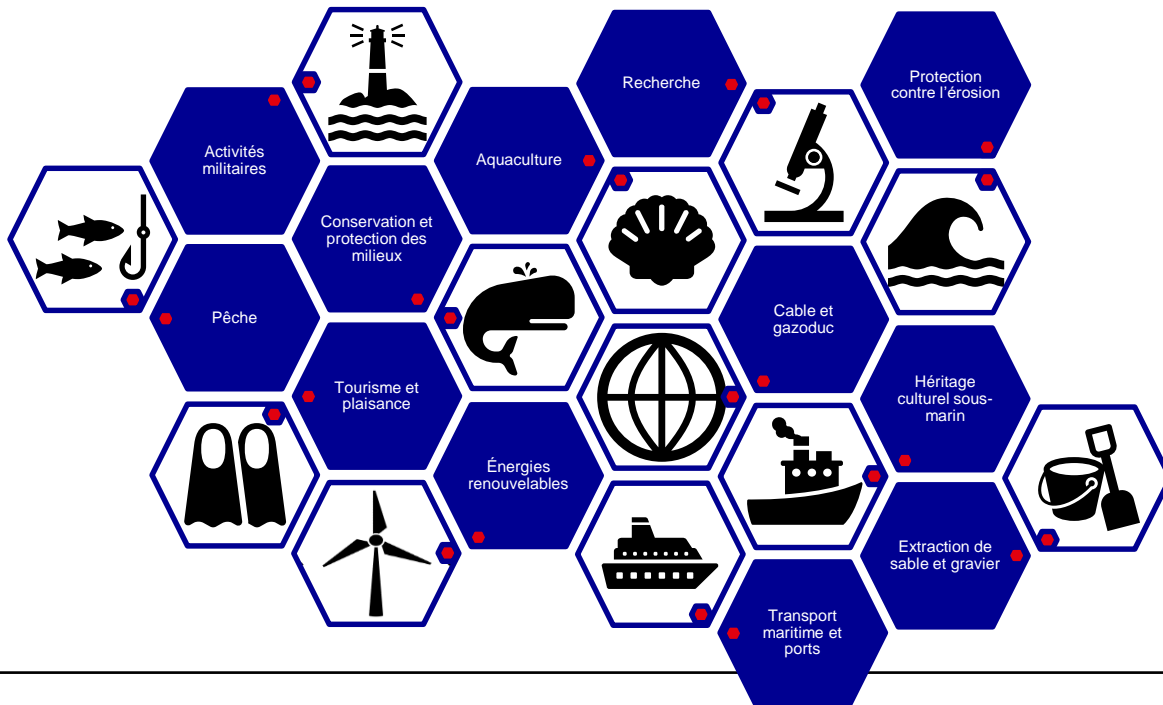 Recherche
Protection
contre l'érosion
Activités
militaires
Aquaculture
Conservation et
protection des
milieux
Pêche
Cable et
gazoduc
Tourisme et
plaisance
Héritage
culturel sous-
marin
Énergies
renouvelables
Extraction de
sable et gravier
Transport
maritime et
ports